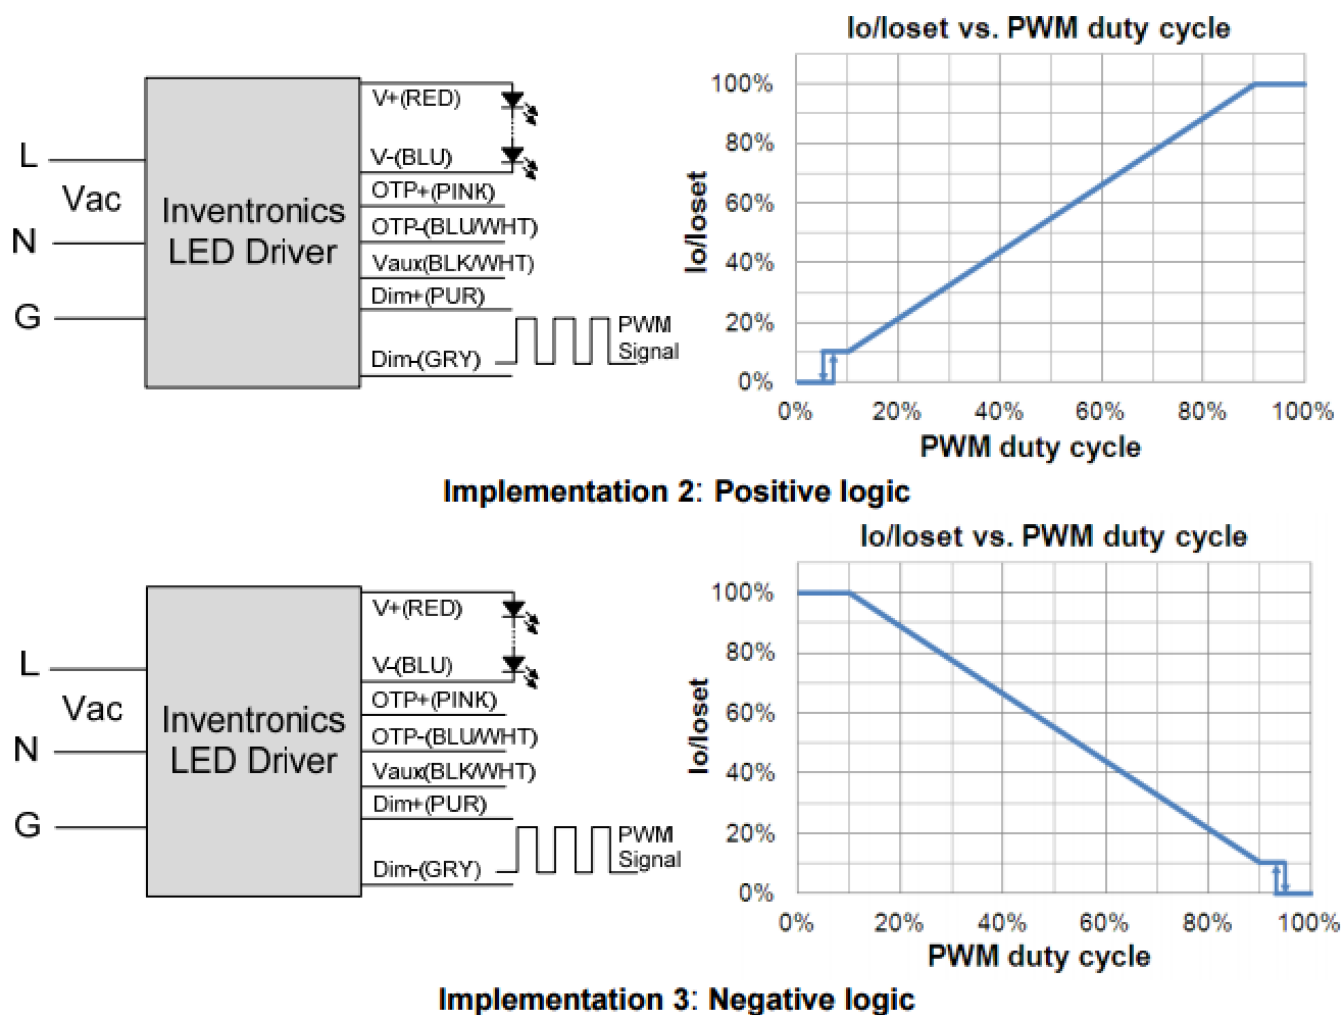 Io/Ioset vs. PWM duty cycle
L
Vac
N
G
Inventronics
LED Driver
V+(RED)
V-(BLU)
OTP+(PINK)
OTP-(BLU/WHT)
Vaux(BLK/WHT)
Dim+(PUR)
Dim-(GRY)
PWM
Signal
Io/Ioset
100%
80%
60%
40%
20%
0%
0% 20% 40% 60% 80% 100%
PWM duty cycle
Implementation 2: Positive logic
Io/Ioset vs. PWM duty cycle
L
Vac
N
G
Inventronics
LED Driver
V+(RED)
V-(BLU)
OTP+(PINK)
OTP-(BLU/WHT)
Vaux(BLK/WHT)
Dim+(PUR)
Dim-(GRY)
PWM
Signal
Io/Ioset
100%
80%
60%
40%
20%
0%
0% 20% 40% 60% 80% 100%
PWM duty cycle
Implementation 3: Negative logic